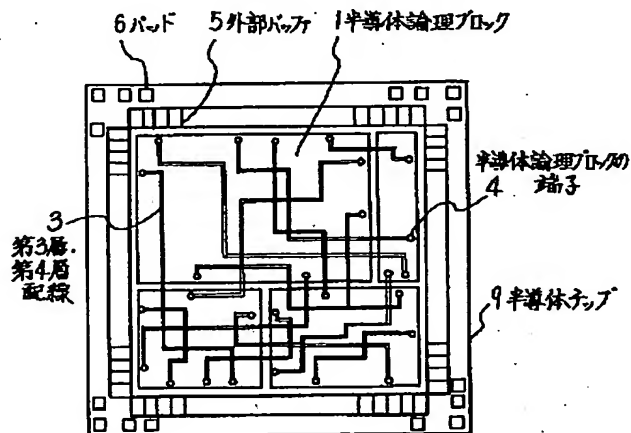 6パッド
5外部バッファ
1半導体論理ブロック
半導体論理ブロックの
4 端子
3
第3層.
第4層
配線
9半導体チップ